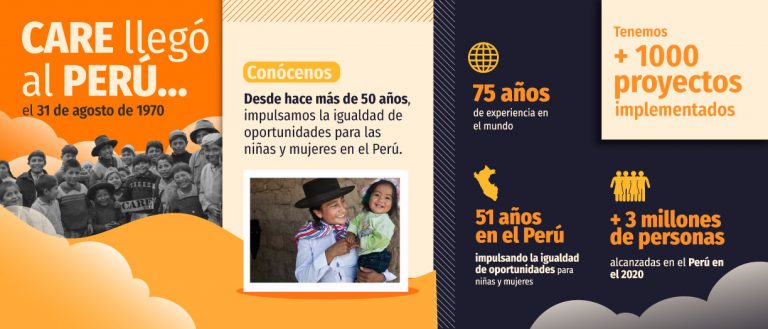 CARE llegó
al PERÚ...
el 31 de agosto de 1970
CARE
Conócenos
Desde hace más de 50 años,
impulsamos la igualdad de
oportunidades para las
niñas y mujeres en el Perú.
75 años
de experiencia en
el mundo
Tenemos
+ 1000
proyectos
implementados
51 años
en el Perú
impulsando la igualdad
de oportunidades para
niñas y mujeres
+ 3 millones
de personas
alcanzadas en el Perú en
el 2020